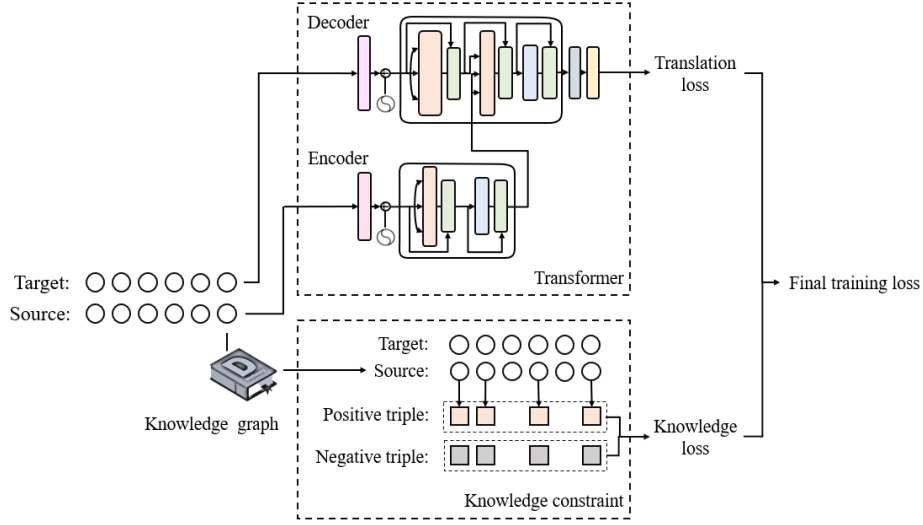 Decoder
Translation
loss
Encoder
Transformer
Target:
Source:
Final training loss
D
Knowledge graph
Target:
Source:
Positive triple:
Negative triple:
Knowledge
loss
Knowledge constraint